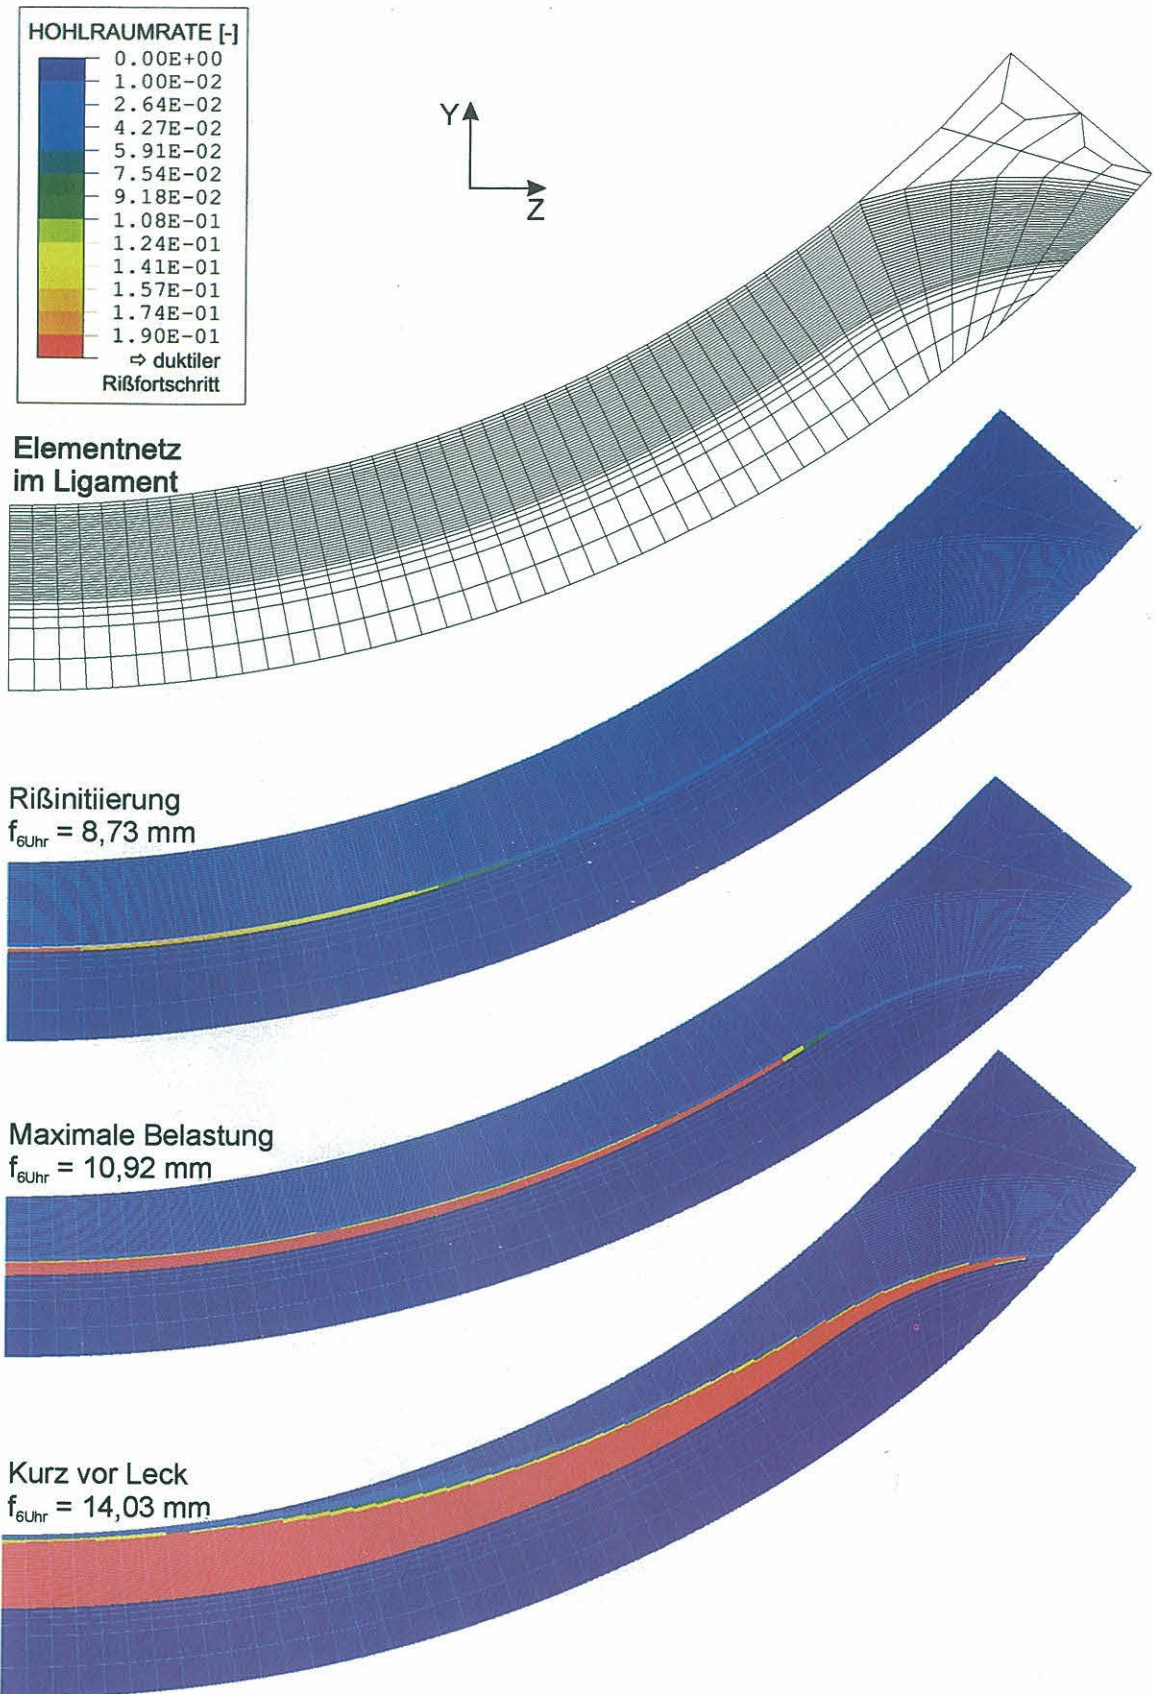 HOHLRAUMRATE [-]
0.00E+00
1.00E-02
2.64E-02
4.27E-02
5.91E-02
7.54E-02
9.18E-02
1.08E-01
1.24E-01
1.41E-01
1.57E-01
1.74E-01
1.90E-01
⇨ duktiler
Rißfortschritt
Y
Z
Elementnetz
im Ligament
Rißinitiierung
f6Uhr = 8,73 mm
Maximale Belastung
f6Uhr = 10,92 mm
Kurz vor Leck
f6Uhr = 14,03 mm